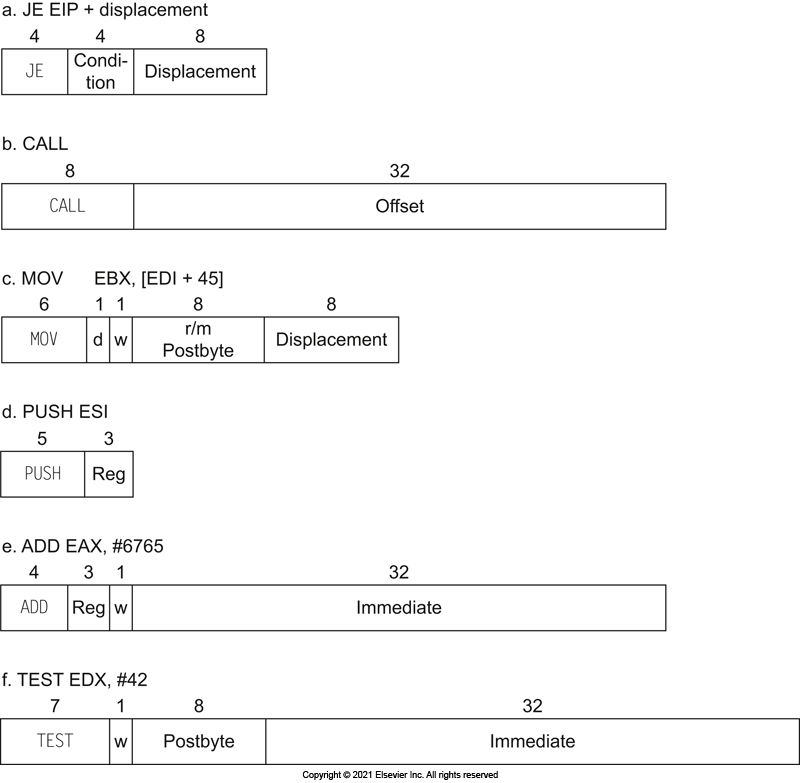 a. JE EIP + displacement
4 4 8
JE Condi-tion Displacement
b. CALL
8 32
CALL Offset
c. MOV EBX, [EDI + 45]
6 1 1 8 8
MOV d w r/m Postbyte Displacement
d. PUSH ESI
5 3
PUSH Reg
e. ADD EAX, #6765
4 3 1 32
ADD Reg w Immediate
f. TEST EDX, #42
7 1 8 32
TEST w Postbyte Immediate
Copyright © 2021 Elsevier Inc. All rights reserved